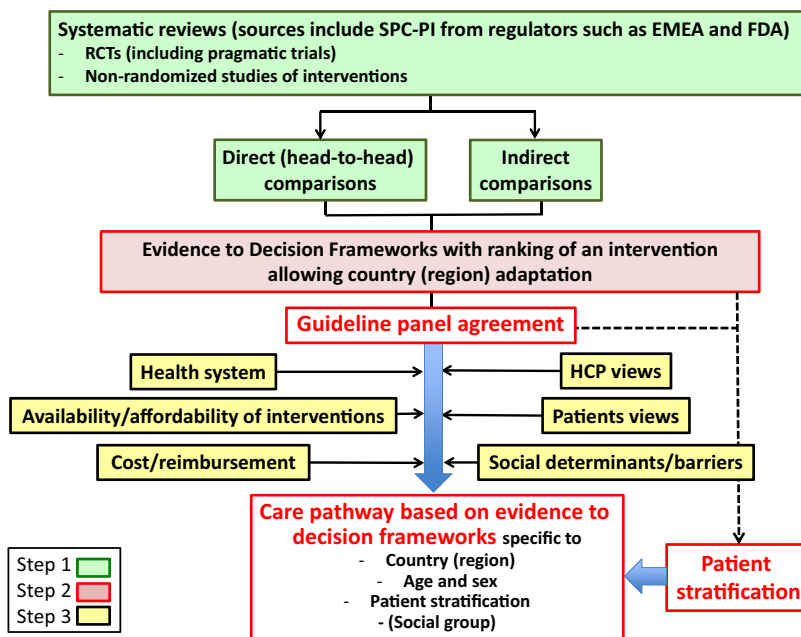 Systematic reviews (sources include SPC-PI from regulators such as EMEA and FDA)
- RCTs (including pragmatic trials)
- Non-randomized studies of interventions
Direct (head-to-head)
comparisons
Indirect
comparisons
Evidence to Decision Frameworks with ranking of an intervention
allowing country (region) adaptation
Guideline panel agreement
Health system
HCP views
Availability/affordability of interventions
Patients views
Cost/reimbursement
Social determinants/barriers
Care pathway based on evidence to
decision frameworks specific to
- Country (region)
- Age and sex
- Patient stratification
- (Social group)
Patient
stratification
Step 1
Step 2
Step 3